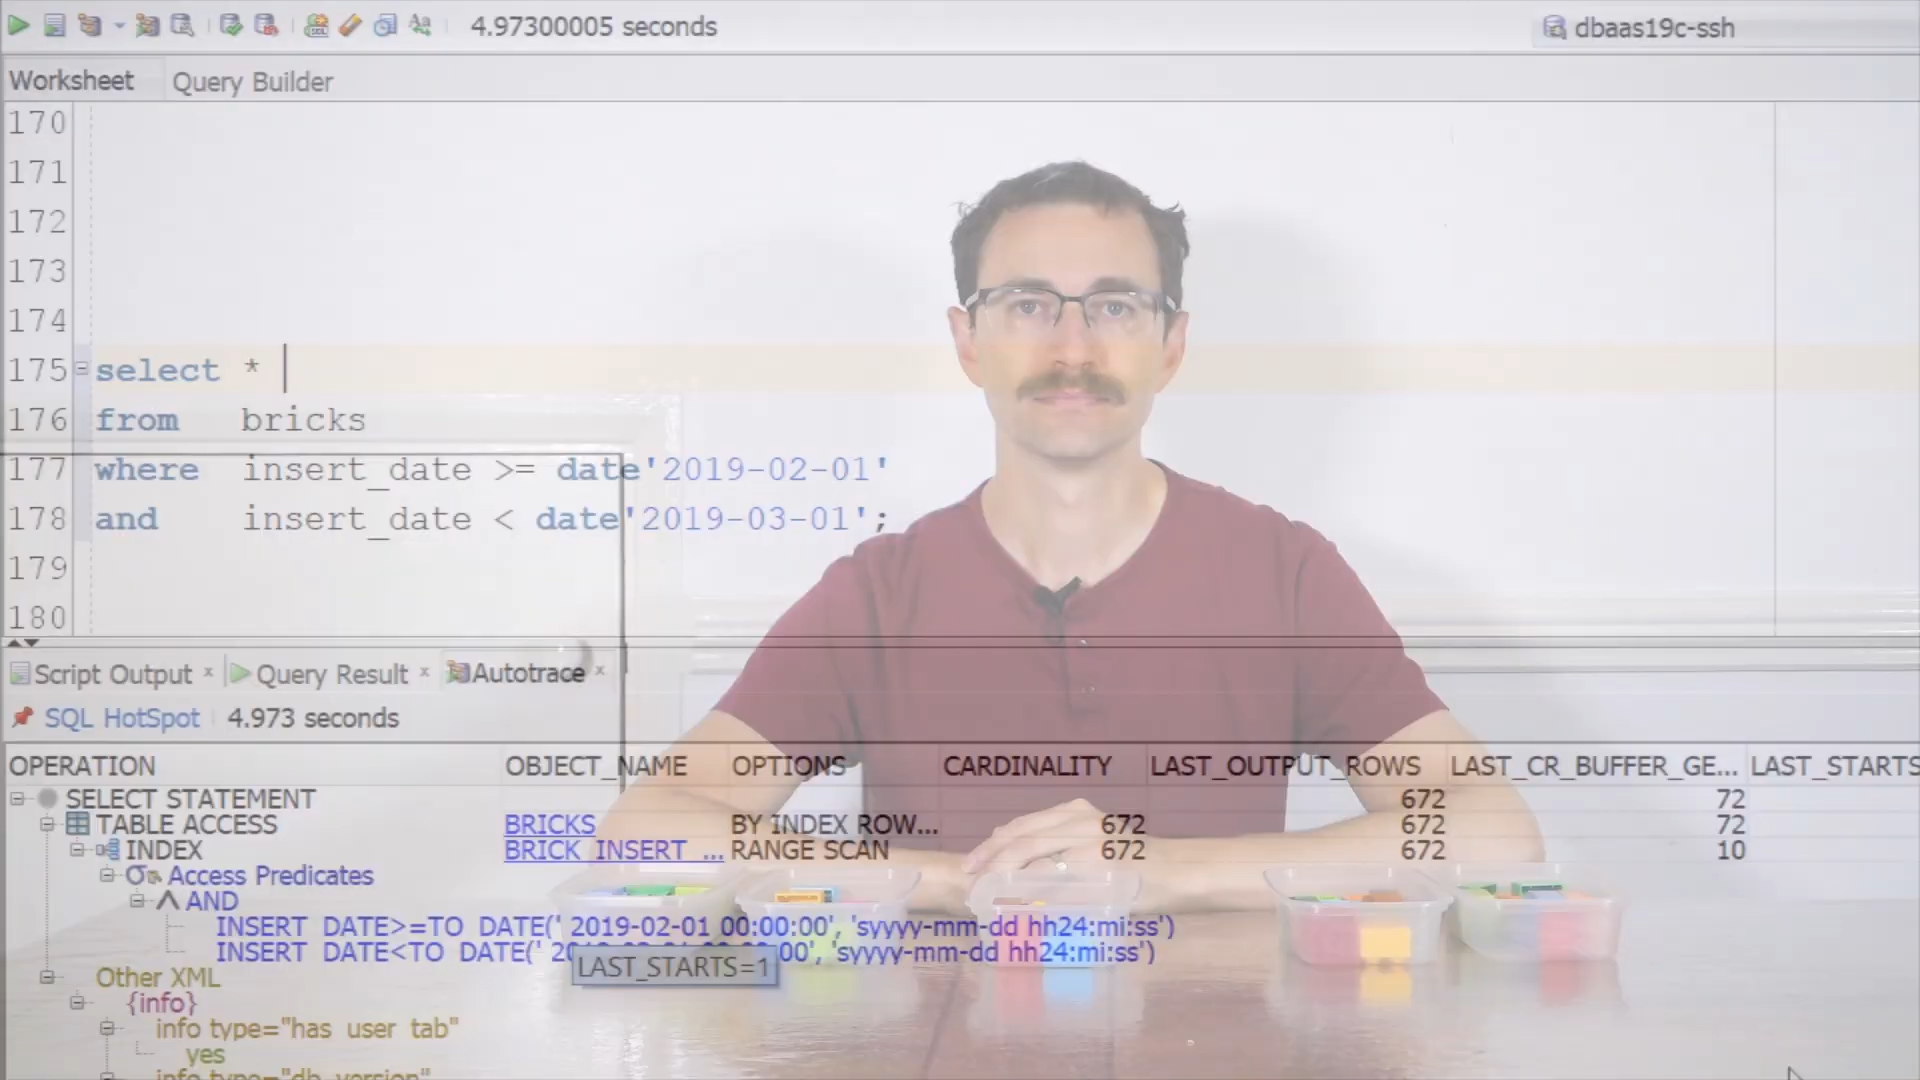 4.97300005 seconds
dbaas19c-ssh
Worksheet Query Builder
170
171
172
173
174
175 select *
176 from bricks
177 where insert_date >= date'2019-02-01'
178 and insert_date < date'2019-03-01';
179
180
Script Output × Query Result × Autotrace ×
SQL HotSpot 4.973 seconds
OPERATION OBJECT_NAME OPTIONS CARDINALITY LAST_OUTPUT_ROWS LAST_CR_BUFFER_GE... LAST_STARTS
SELECT STATEMENT 672 72
TABLE ACCESS BRICKS BY INDEX ROW... 672 672 72
INDEX BRICK_INSERT_... RANGE SCAN 672 672 10
Access Predicates
AND
INSERT_DATE>=TO_DATE(' 2019-02-01 00:00:00', 'syyyy-mm-dd hh24:mi:ss')
INSERT_DATE<TO_DATE(' 'syyyy-mm-dd hh24:mi:ss')
LAST_STARTS=1
Other XML
{info}
info type="has_user_tab"
yes
info type="db_version"